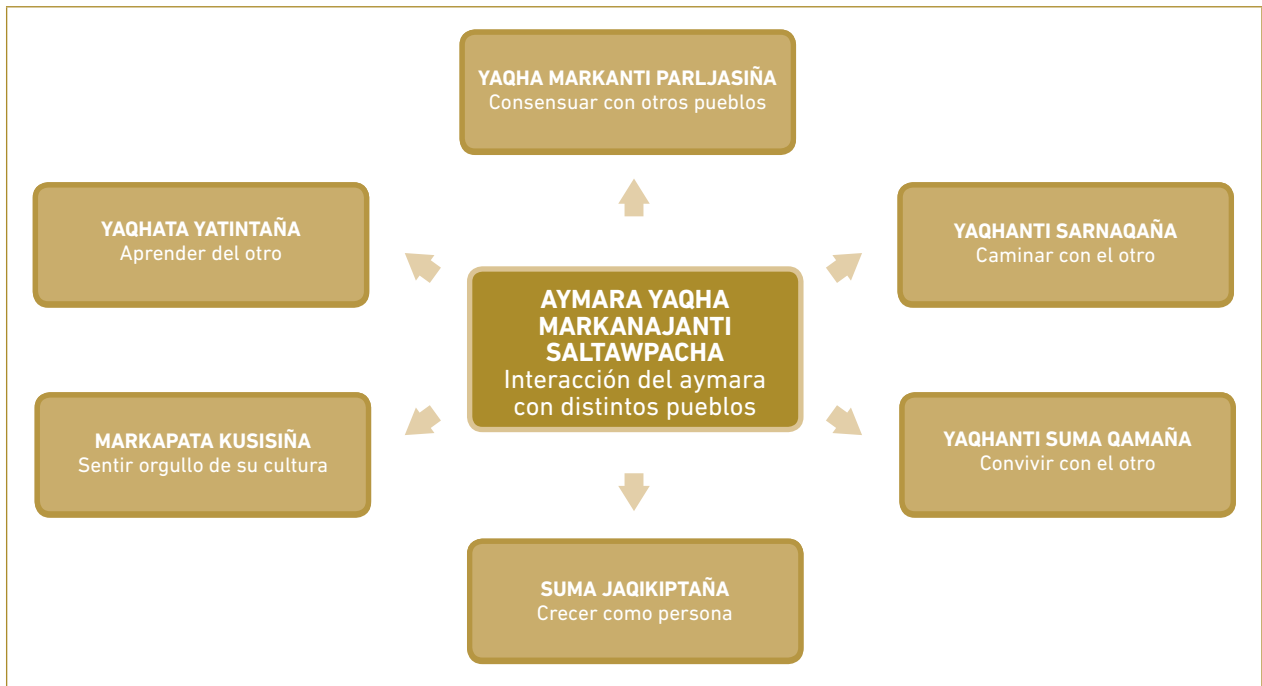 YAQHA MARKANTI PARLJASIÑA
Consensuar con otros pueblos
YAQHATA YATINTAÑA
Aprender del otro
YAQHANTI SARNAQAÑA
Caminar con el otro
AYMARA YAQHA
MARKANAJANTI
SALTAWPACHA
Interacción del aymara
con distintos pueblos
MARKAPATA KUSISIÑA
Sentir orgullo de su cultura
YAQHANTI SUMA QAMAÑA
Convivir con el otro
SUMA JAQIKIPTAÑA
Crecer como persona